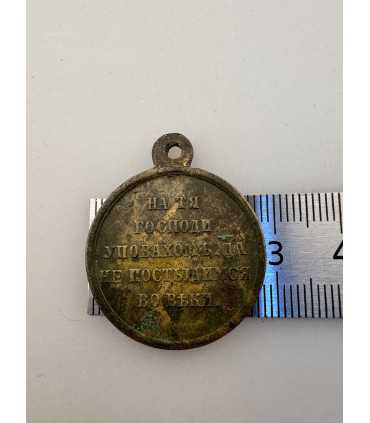 НА ТЯ
ГОСПОДИ
УПОВАХОМЪ, ДА
НЕ ПОСТЫДИМСЯ
ВО ВѢКИ.
3
4